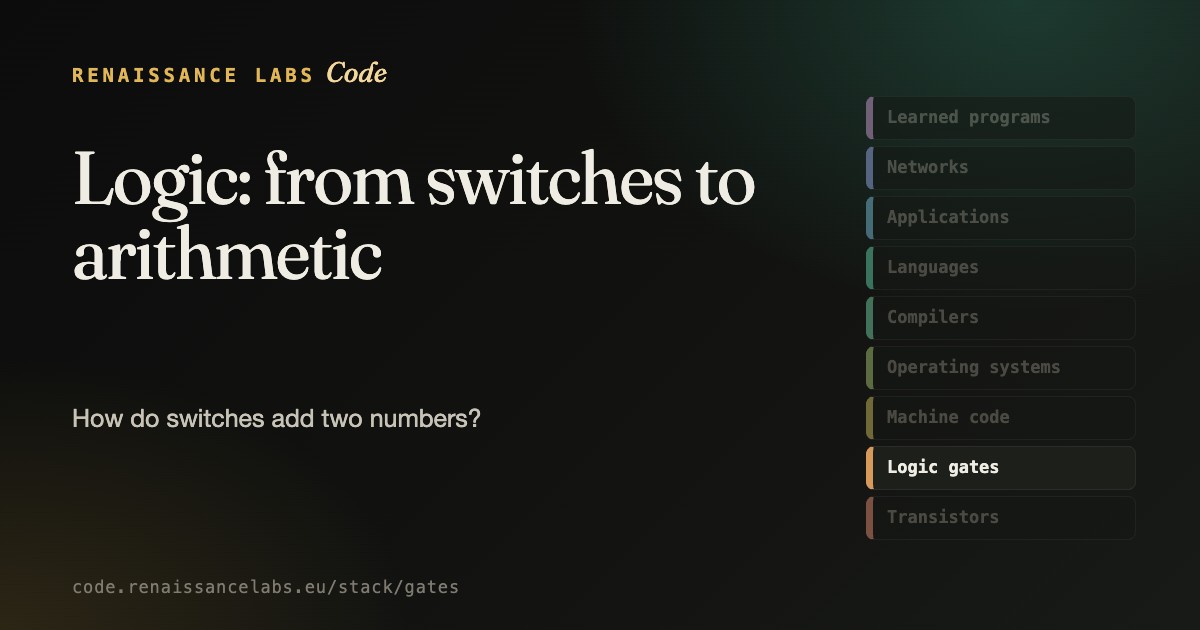 RENAISSANCE LABS Code
Logic: from switches to
arithmetic
How do switches add two numbers?
code.renaissancelabs.eu/stack/gates
Learned programs
Networks
Applications
Languages
Compilers
Operating systems
Machine code
Logic gates
Transistors